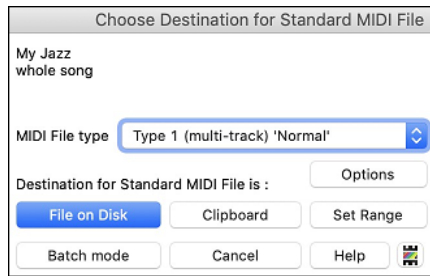 Choose Destination for Standard MIDI File
My Jazz
whole song
MIDI File type Type 1 (multi-track) 'Normal'
Options
Destination for Standard MIDI File is :
File on Disk Clipboard Set Range
Batch mode Cancel Help